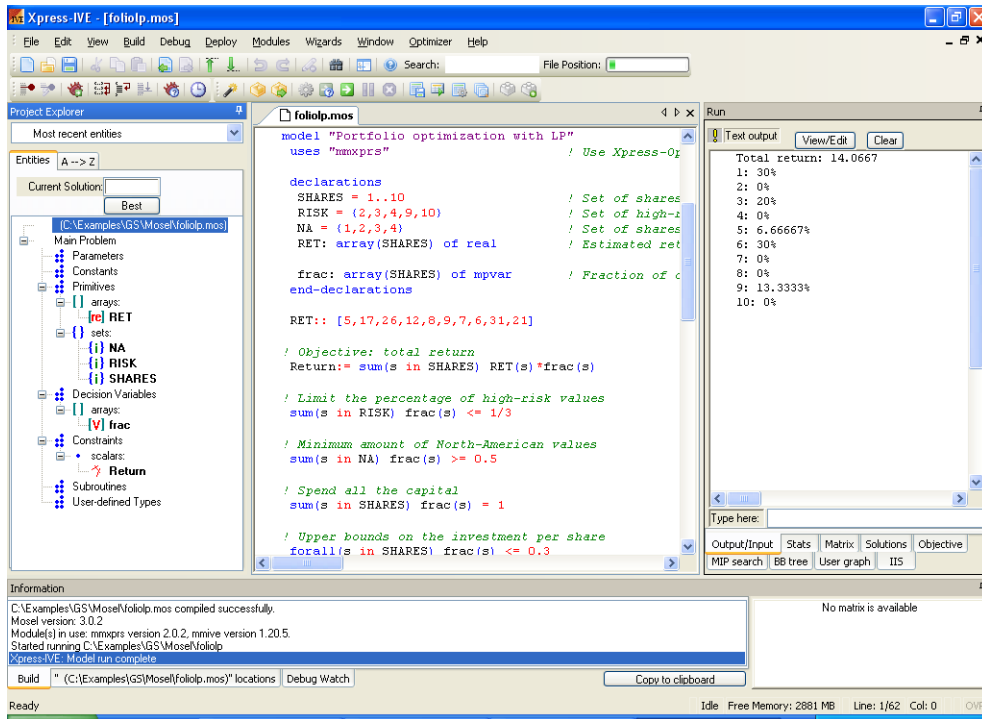 Xpress-IVE - [foliolp.mos]
File Edit View Build Debug Deploy Modules Wizards Window Optimizer Help
Search: File Position:
Project Explorer
Most recent entities
Entities A --> Z
Current Solution:
Best
(C:\Examples\GS\Mosel\foliolp.mos)
Main Problem
Parameters
Constants
Primitives
[ ] arrays:
[re] RET
{ } sets:
{i} NA
{i} RISK
{i} SHARES
Decision Variables
[ ] arrays:
[V] frac
Constraints
scalars:
Return
Subroutines
User-defined Types
foliolp.mos
model "Portfolio optimization with LP"
uses "mmxprs" ! Use Xpress-Op
declarations
SHARES = 1..10 ! Set of shares
RISK = {2,3,4,9,10} ! Set of high-r
NA = {1,2,3,4} ! Set of shares
RET: array(SHARES) of real ! Estimated ret
frac: array(SHARES) of mpvar ! Fraction of c
end-declarations
RET:: [5,17,26,12,8,9,7,6,31,21]
! Objective: total return
Return:= sum(s in SHARES) RET(s)*frac(s)
! Limit the percentage of high-risk values
sum(s in RISK) frac(s) <= 1/3
! Minimum amount of North-American values
sum(s in NA) frac(s) >= 0.5
! Spend all the capital
sum(s in SHARES) frac(s) = 1
! Upper bounds on the investment per share
forall(s in SHARES) frac(s) <= 0.3
Run
Text output View/Edit Clear
Total return: 14.0667
1: 30%
2: 0%
3: 20%
4: 0%
5: 6.66667%
6: 30%
7: 0%
8: 0%
9: 13.3333%
10: 0%
Type here:
Output/Input Stats Matrix Solutions Objective
MIP search BB tree User graph IIS
Information
C:\Examples\GS\Mosel\foliolp.mos compiled successfully.
Mosel version: 3.0.2
Module(s) in use: mmxprs version 2.0.2, mmive version 1.20.5.
Started running C:\Examples\GS\Mosel\foliolp
Xpress-IVE: Model run complete
Build " (C:\Examples\GS\Mosel\foliolp.mos)" locations Debug Watch Copy to clipboard
No matrix is available
Ready Idle Free Memory: 2881 MB Line: 1/62 Col: 0 OVR